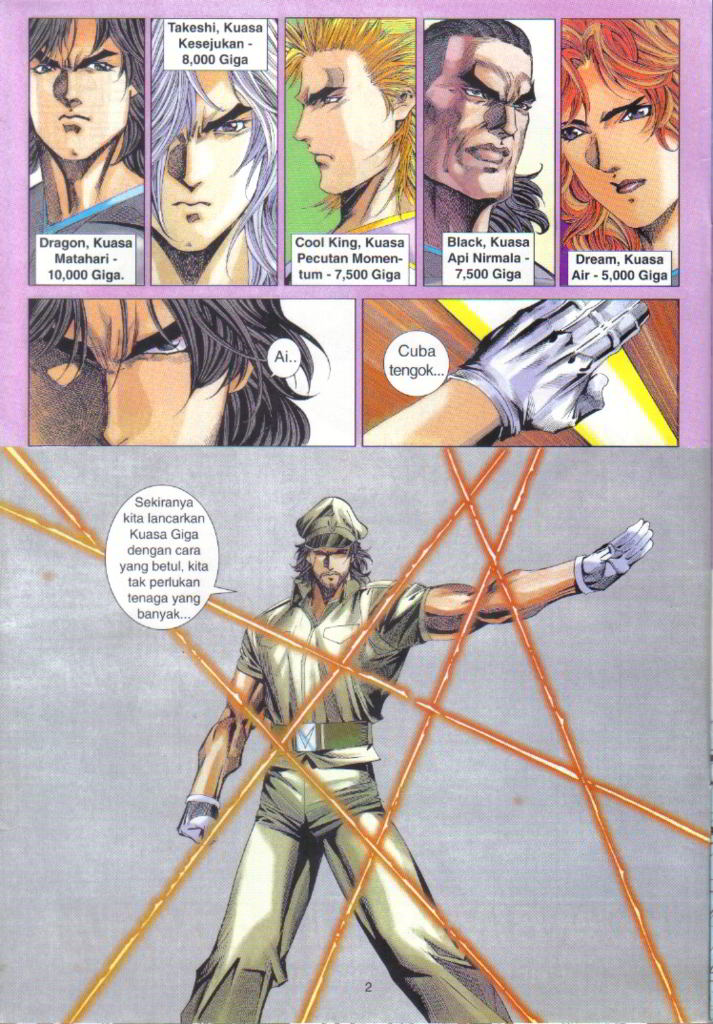 Takeshi, Kuasa
Kesejukan -
8,000 Giga
Dragon, Kuasa
Matahari -
10,000 Giga.
Cool King, Kuasa
Pecutan Momen-
tum - 7,500 Giga
Black, Kuasa
Api Nirmala -
7,500 Giga
Dream, Kuasa
Air - 5,000 Giga
Ai..
Cuba
tengok...
Sekiranya
kita lancarkan
Kuasa Giga
dengan cara
yang betul, kita
tak perlukan
tenaga yang
banyak...
2